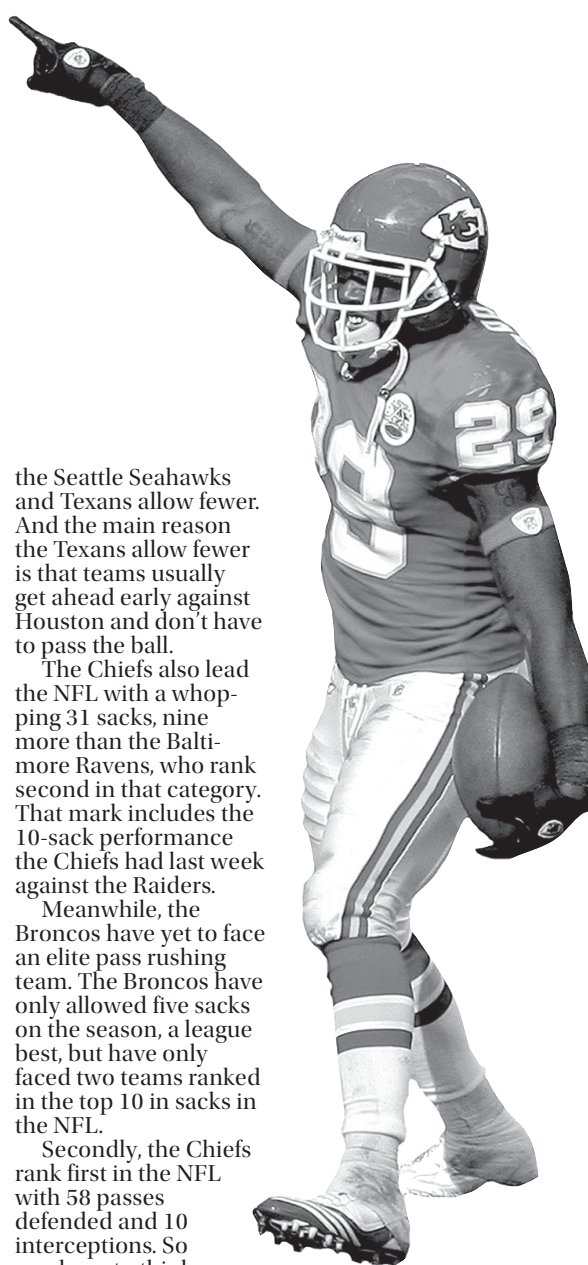 KC
29
29
the Seattle Seahawks
and Texans allow fewer.
And the main reason
the Texans allow fewer
is that teams usually
get ahead early against
Houston and don’t have
to pass the ball.
The Chiefs also lead
the NFL with a whop-
ping 31 sacks, nine
more than the Balti-
more Ravens, who rank
second in that category.
That mark includes the
10-sack performance
the Chiefs had last week
against the Raiders.
Meanwhile, the
Broncos have yet to face
an elite pass rushing
team. The Broncos have
only allowed five sacks
on the season, a league
best, but have only
faced two teams ranked
in the top 10 in sacks in
the NFL.
Secondly, the Chiefs
rank first in the NFL
with 58 passes
defended and 10
interceptions. So